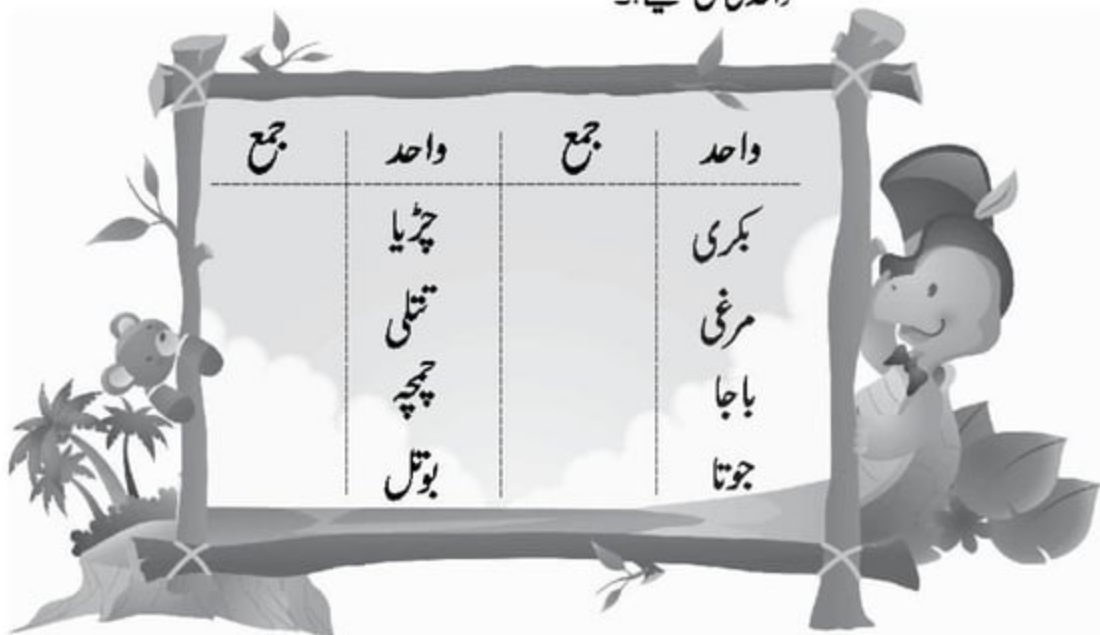 واحد جمع واحد جمع
بکری چڑیا
مرغی تتلی
باجا چمچہ
جوتا بوتل